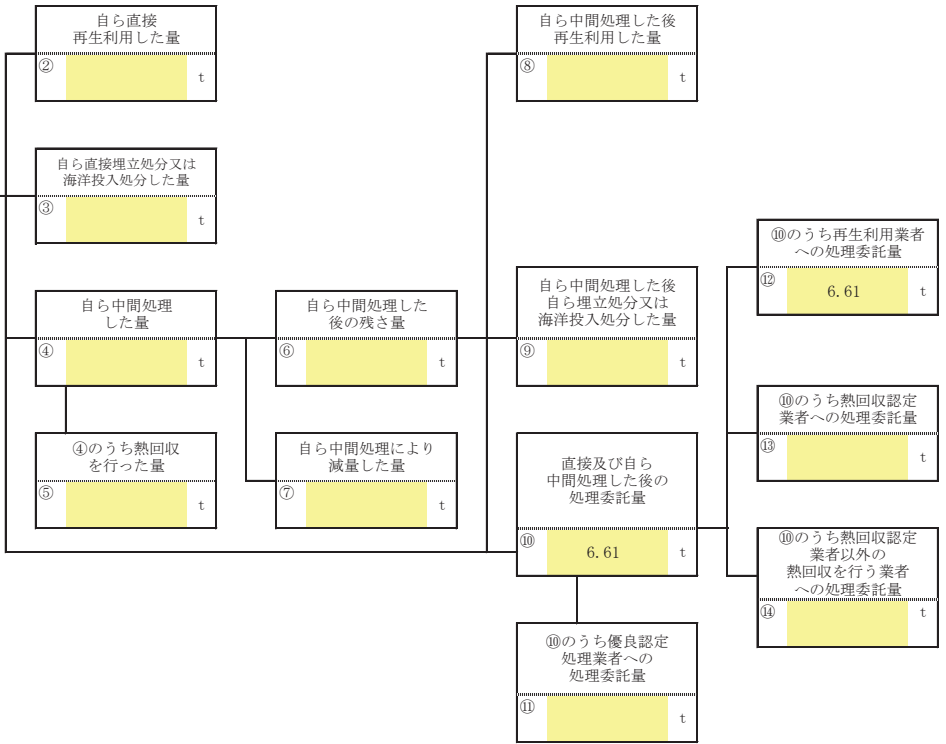 自ら直接
再生利用した量
②
t
自ら中間処理した後
再生利用した量
⑧
t
自ら直接埋立処分又は
海洋投入処分した量
③
t
自ら中間処理
した量
④
t
自ら中間処理した
後の残さ量
⑥
t
自ら中間処理した後
自ら埋立処分又は
海洋投入処分した量
⑨
t
⑩のうち再生利用業者
への処理委託量
⑫
6.61 t
④のうち熱回収
を行った量
⑤
t
自ら中間処理により
減量した量
⑦
t
直接及び自ら
中間処理した後の
処理委託量
⑩
6.61 t
⑩のうち熱回収認定
業者への処理委託量
⑬
t
⑩のうち熱回収認定
業者以外の
熱回収を行う業者
への処理委託量
⑭
t
⑩のうち優良認定
処理業者への
処理委託量
⑪
t